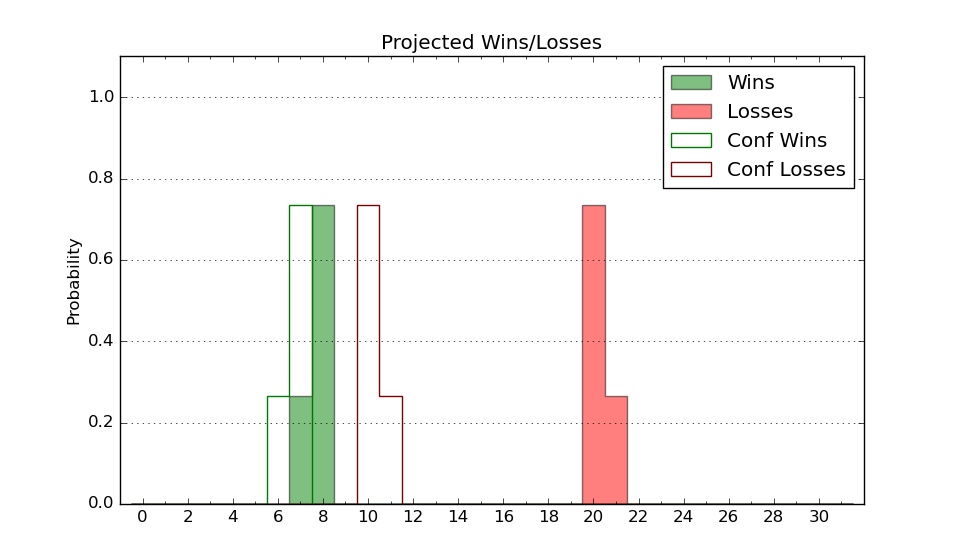 Projected Wins/Losses
Wins
Losses
Conf Wins
Conf Losses
Probability
1.0
0.8
0.6
0.4
0.2
0.0
0 2 4 6 8 10 12 14 16 18 20 22 24 26 28 30